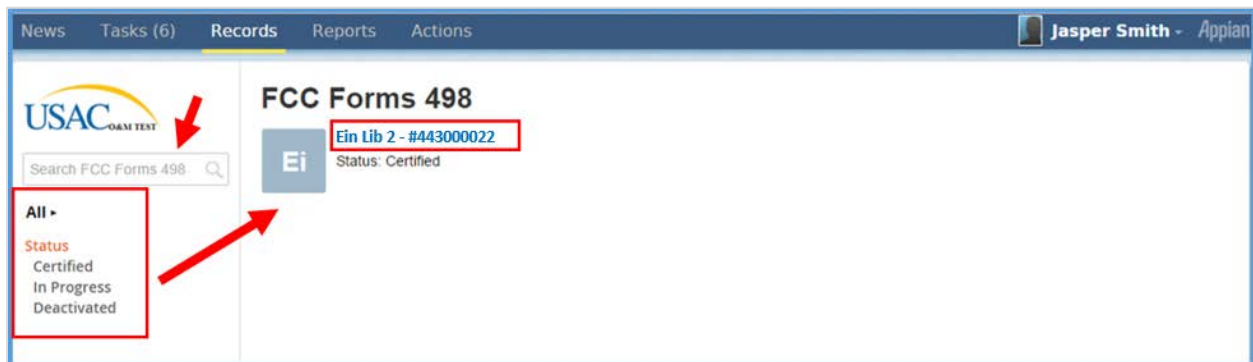 News Tasks (6) Records Reports Actions Jasper Smith Appian
USAC O&M TEST
Search FCC Forms 498
All
Status
Certified
In Progress
Deactivated
FCC Forms 498
Ei
Ein Lib 2 - #443000022
Status: Certified